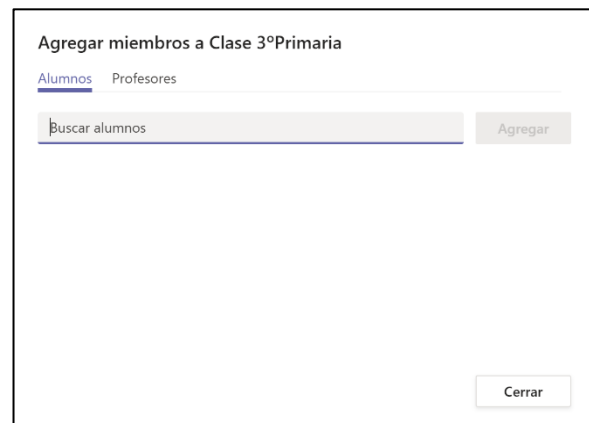 Agregar miembros a Clase 3ºPrimaria
Alumnos Profesores
Buscar alumnos Agregar
Cerrar